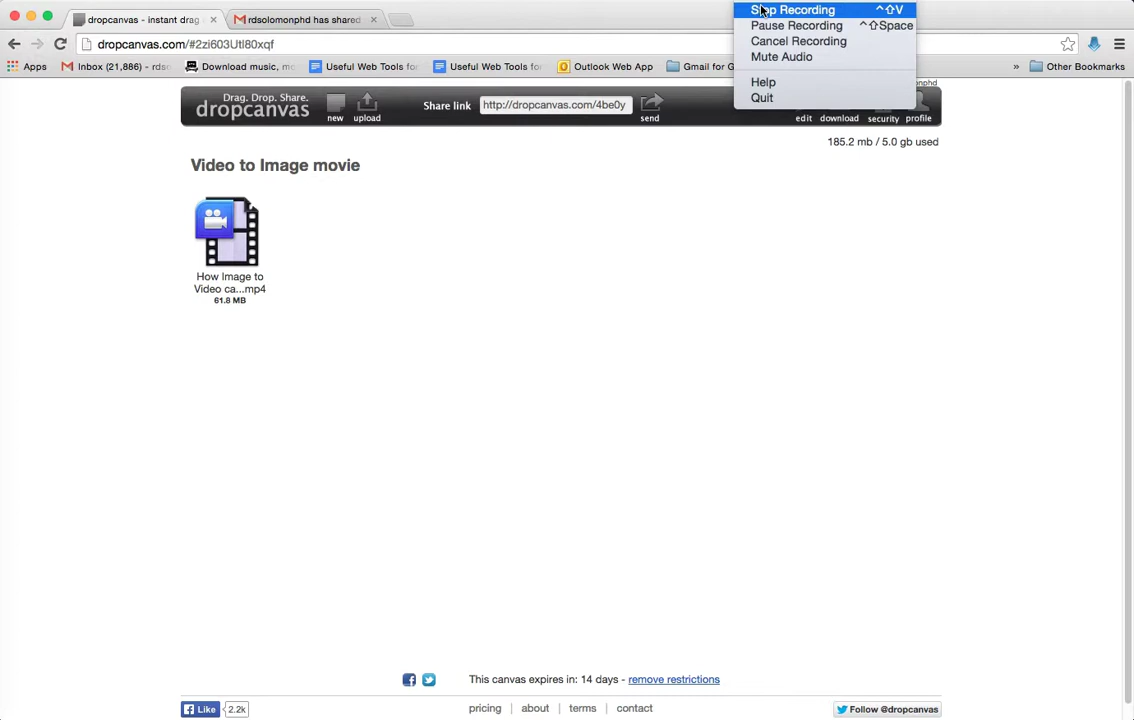 dropcanvas - instant drag
rdsolomonphd has shared
Stop Recording ^⇧V
Pause Recording ^⇧Space
Cancel Recording
Mute Audio
Help
Quit
dropcanvas.com/#2zi603Utl80xqf
Apps
Inbox (21,886) - rdso
Download music, mo
Useful Web Tools for
Useful Web Tools for
Outlook Web App
Gmail for G
»
Other Bookmarks
Drag. Drop. Share.
dropcanvas
new
upload
Share link
http://dropcanvas.com/4be0y
send
edit
download
security
profile
185.2 mb / 5.0 gb used
Video to Image movie
How Image to
Video ca...mp4
61.8 MB
This canvas expires in: 14 days - remove restrictions
Like 2.2k
pricing | about | terms | contact
Follow @dropcanvas